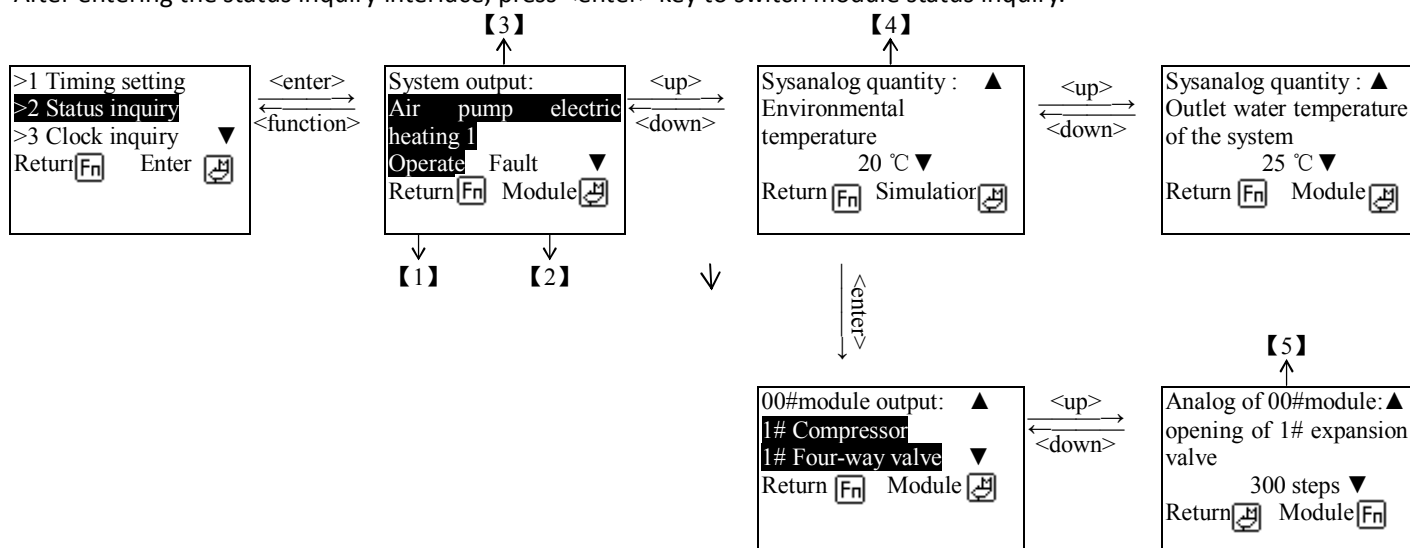 After entering the status inquiry interface, press <enter> key to switch module status inquiry.
【3】
【4】
>1 Timing setting
>2 Status inquiry
>3 Clock inquiry ▼
Return Fn Enter
<enter>
<function>
System output:
Air pump electric
heating 1
Operate Fault ▼
Return Fn Module
<up>
<down>
Sysanalog quantity : ▲
Environmental
temperature
20 ℃ ▼
Return Fn Simulation
<up>
<down>
Sysanalog quantity : ▲
Outlet water temperature
of the system
25 ℃ ▼
Return Fn Module
【1】
【2】
<enter>
【5】
00#module output: ▲
1# Compressor
1# Four-way valve ▼
Return Fn Module
<up>
<down>
Analog of 00#module:▲
opening of 1# expansion
valve
300 steps ▼
Return Module Fn